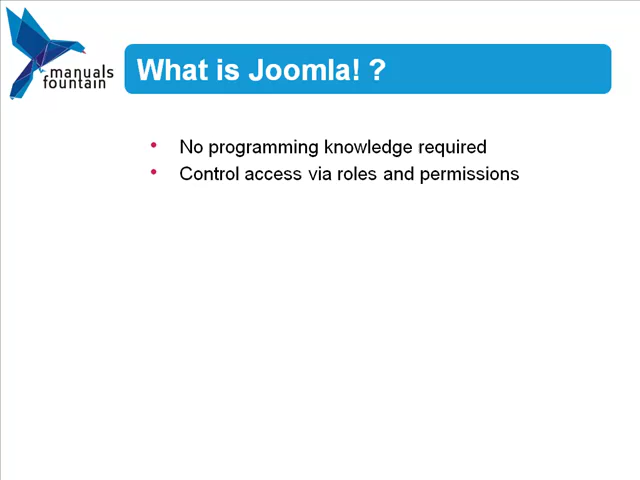 manuals
fountain
What is Joomla! ?
• No programming knowledge required
• Control access via roles and permissions